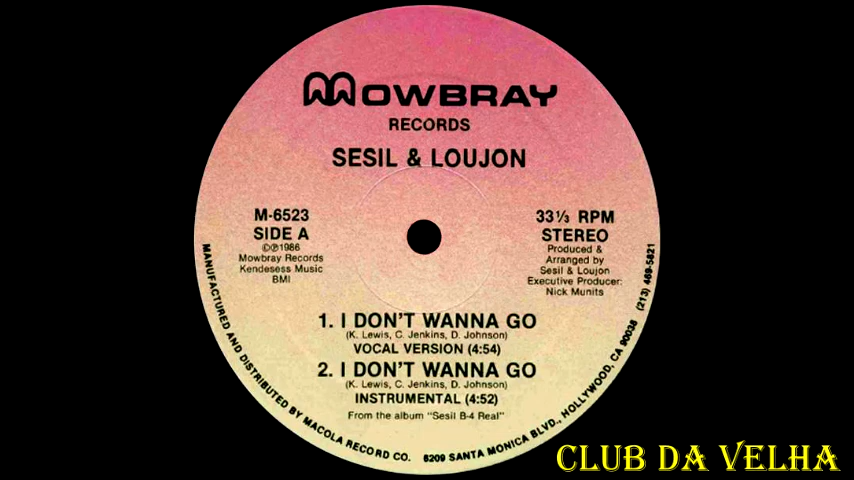 MOWBRAY
RECORDS
SESIL & LOUJON
M-6523
SIDE A
©℗1986
Mowbray Records
Kendesess Music
BMI
33⅓ RPM
STEREO
Produced &
Arranged by
Sesil & Loujon
Executive Producer:
Nick Munits
1. I DON'T WANNA GO
(K. Lewis, C. Jenkins, D. Johnson)
VOCAL VERSION (4:54)
2. I DON'T WANNA GO
(K. Lewis, C. Jenkins, D. Johnson)
INSTRUMENTAL (4:52)
From the album "Sesil B-4 Real"
MANUFACTURED AND DISTRIBUTED BY MACOLA RECORD CO. 6209 SANTA MONICA BLVD., HOLLYWOOD, CA 90038 (213) 469-5821
CLUB DA VELHA